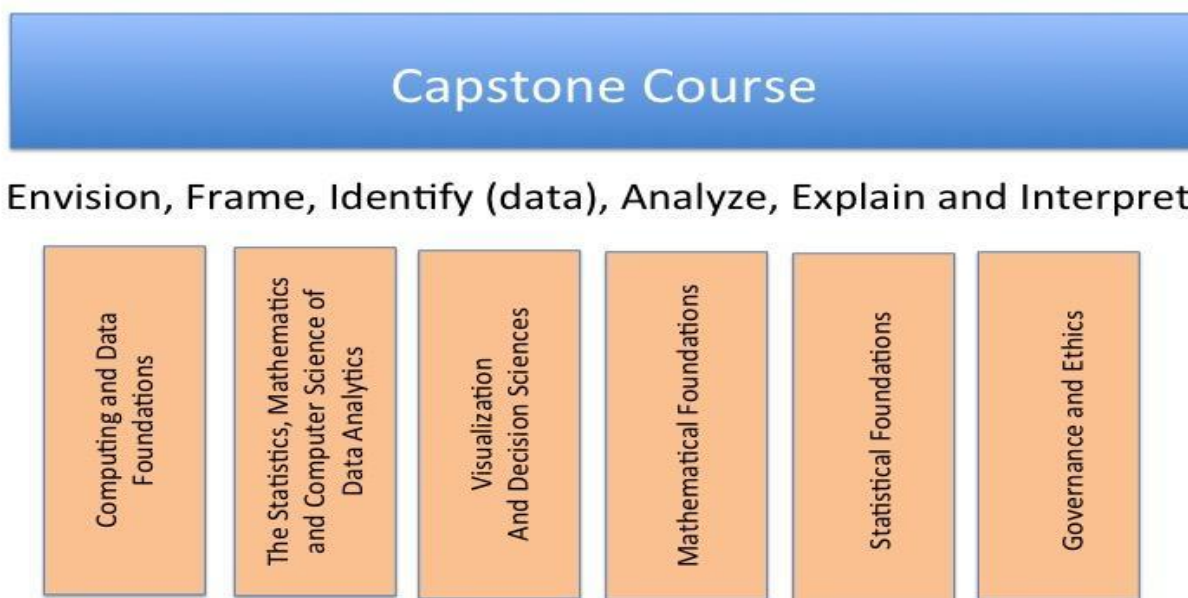 Capstone Course
Envision, Frame, Identify (data), Analyze, Explain and Interpret
Computing and Data
Foundations
The Statistics, Mathematics
and Computer Science of
Data Analytics
Visualization
And Decision Sciences
Mathematical Foundations
Statistical Foundations
Governance and Ethics